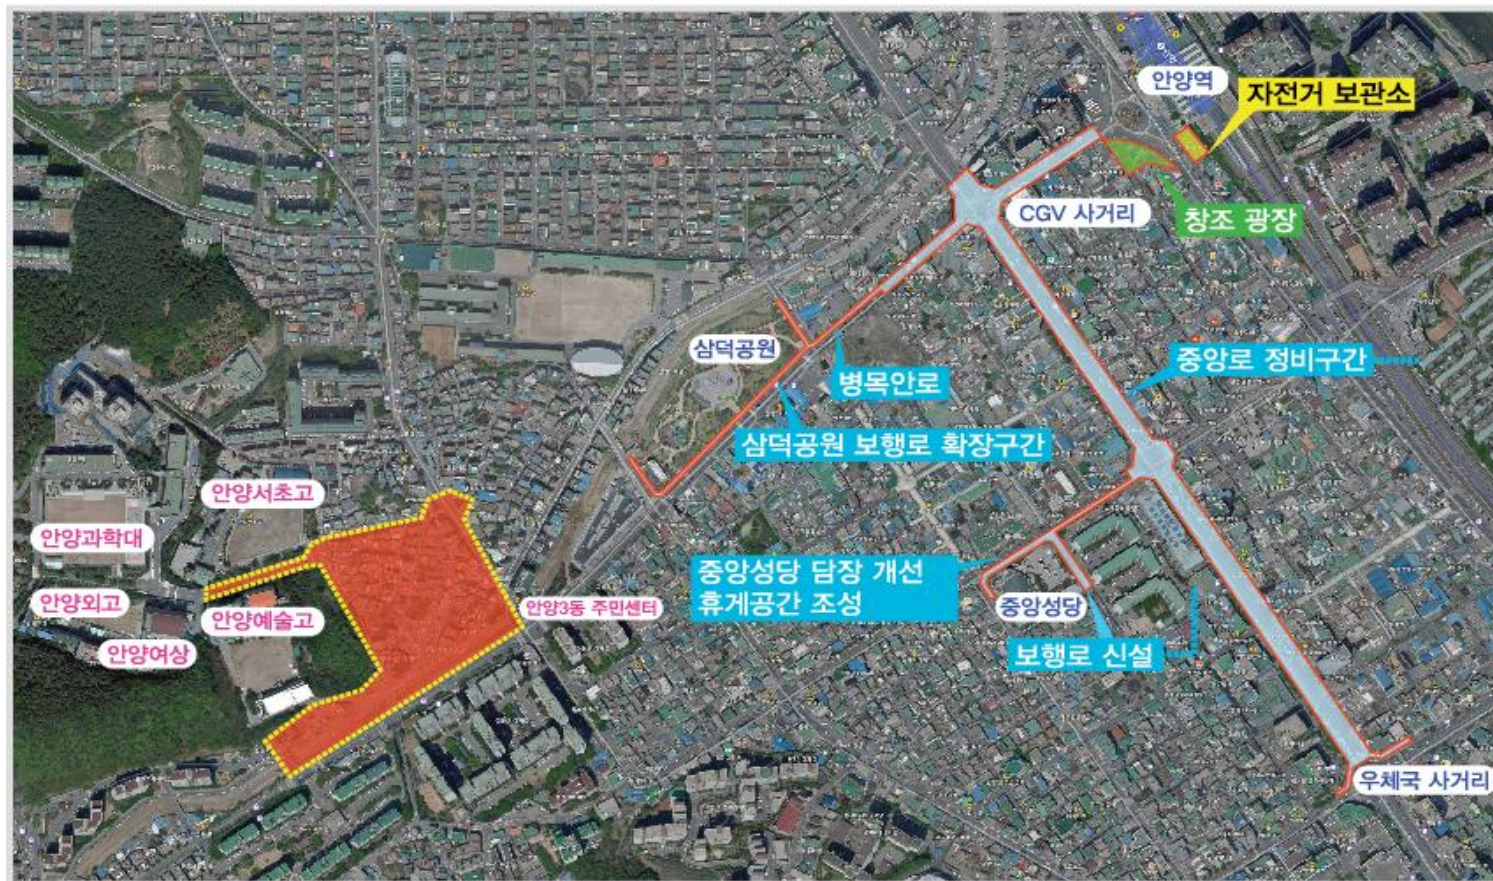 안양역
자전거 보관소
CGV 사거리
창조 광장
삼덕공원
병목안로
중앙로 정비구간
삼덕공원 보행로 확장구간
안양서초고
안양과학대
중앙성당 담장 개선
휴게공간 조성
안양외고
안양예술고
안양3동 주민센터
중앙성당
안양여상
보행로 신설
우체국 사거리